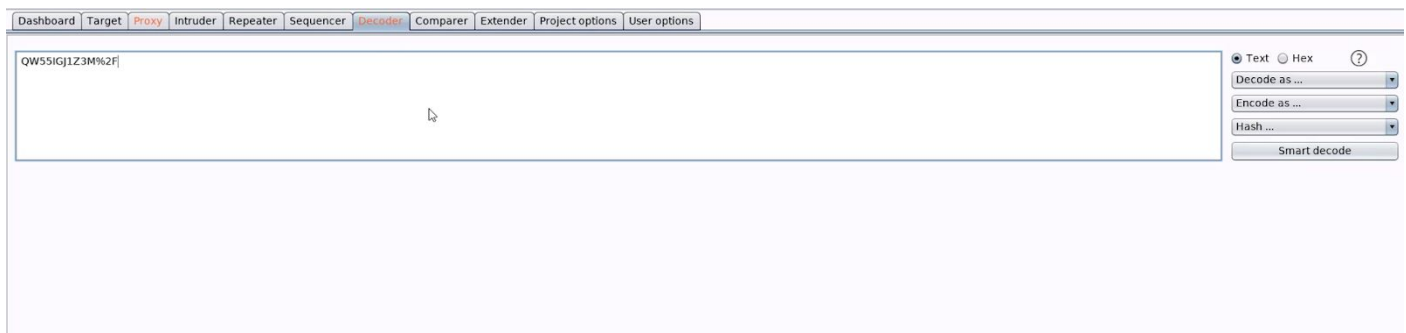 Dashboard Target Proxy Intruder Repeater Sequencer Decoder Comparer Extender Project options User options
QW55IGJ1Z3M%2F
Text Hex ?
Decode as ...
Encode as ...
Hash ...
Smart decode